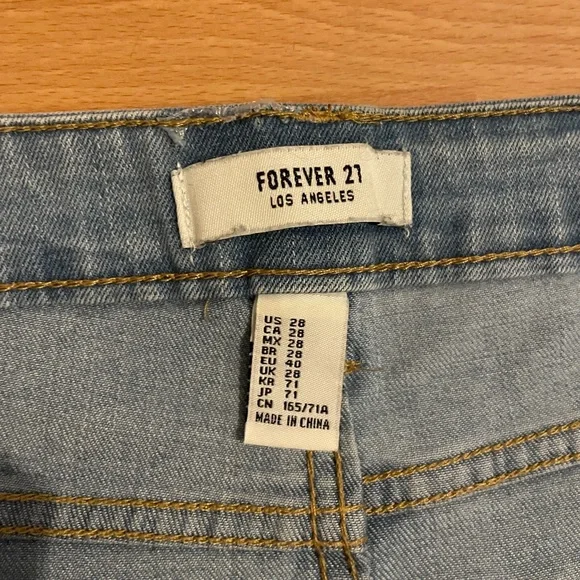 FOREVER 21
LOS ANGELES
US 28
CA 28
MX 28
BR 28
EU 40
UK 28
KR 71
JP 71
CN 165/71A
MADE IN CHINA